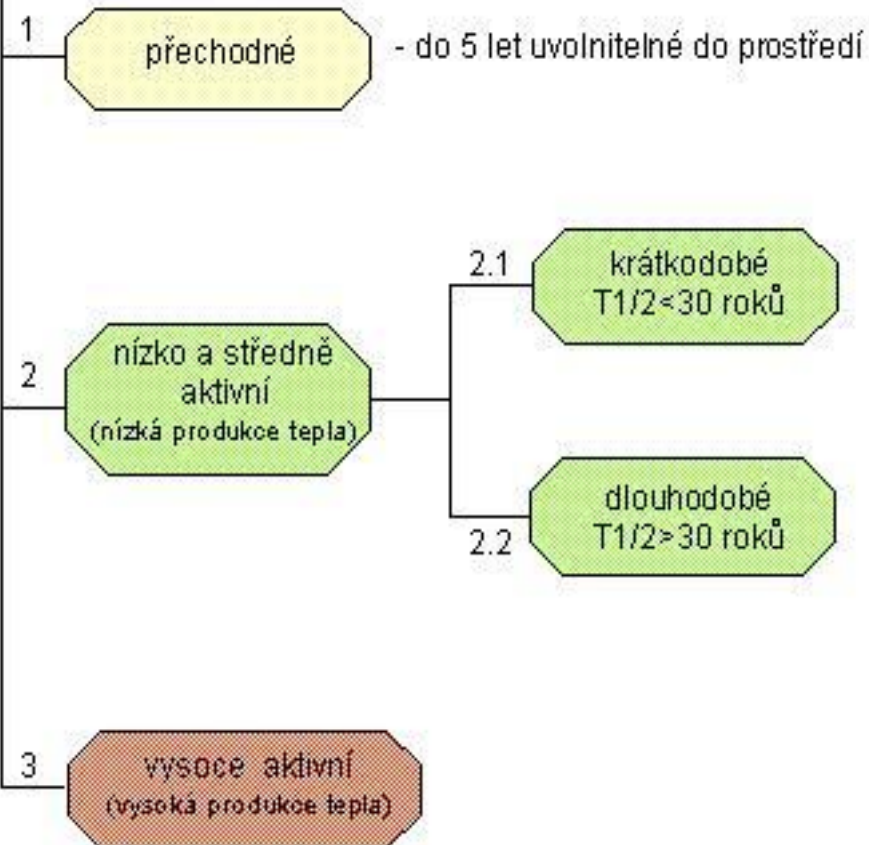 1
přechodné
- do 5 let uvolnitelné do prostředí
2
nízko a středně
aktivní
(nízká produkce tepla)
2.1
krátkodobé
T1/2<30 roků
2.2
dlouhodobé
T1/2>30 roků
3
vysoce aktivní
(vysoká produkce tepla)